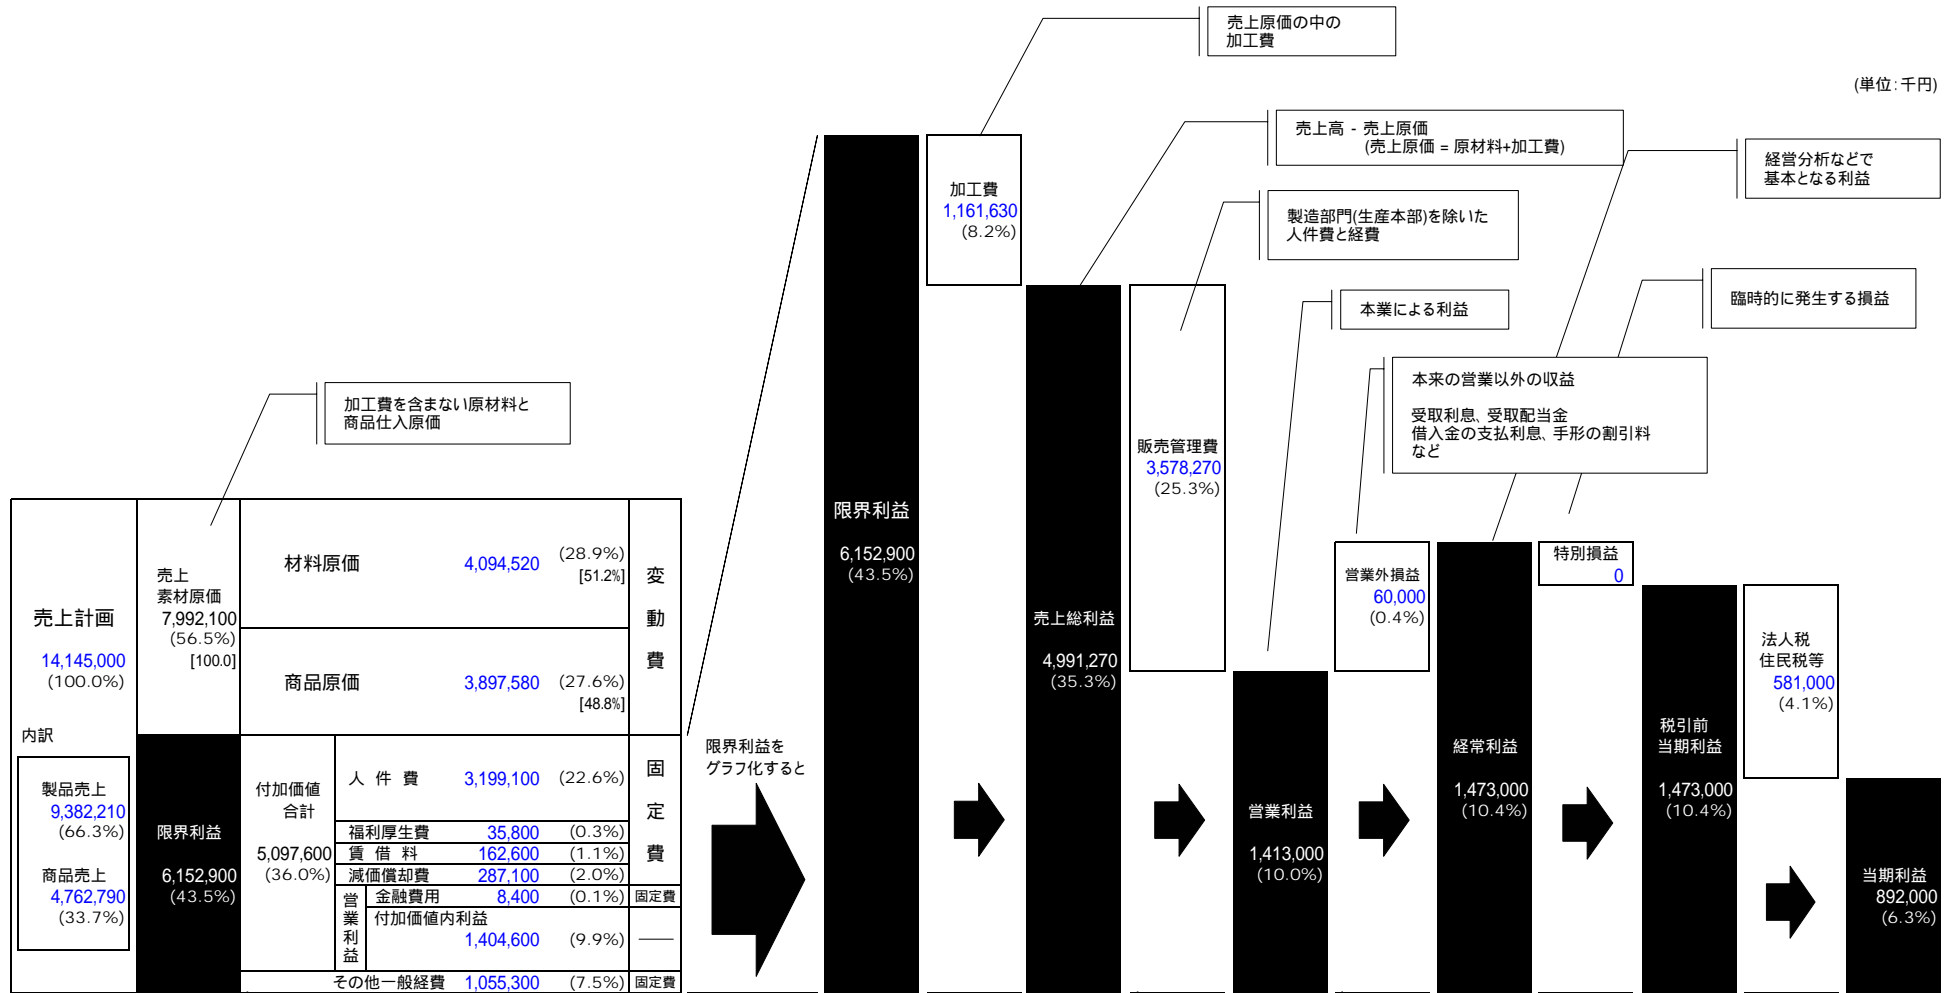 (単位:千円)
売上原価の中の
加工費
売上高 - 売上原価
(売上原価 = 原材料+加工費)
経営分析などで
基本となる利益
製造部門(生産本部)を除いた
人件費と経費
臨時的に発生する損益
本業による利益
本来の営業以外の収益
受取利息、受取配当金
借入金の支払利息、手形の割引料
など
加工費を含まない原材料と
商品仕入原価
売上計画
14,145,000
(100.0%)
内訳
製品売上
9,382,210
(66.3%)
商品売上
4,762,790
(33.7%)
売上
素材原価
7,992,100
(56.5%)
[100.0]
限界利益
6,152,900
(43.5%)
材料原価 4,094,520 (28.9%)
[51.2%]
商品原価 3,897,580 (27.6%)
[48.8%]
変
動
費
付加価値
合計
5,097,600
(36.0%)
人 件 費 3,199,100 (22.6%)
福利厚生費 35,800 (0.3%)
賃 借 料 162,600 (1.1%)
減価償却費 287,100 (2.0%)
固
定
費
営
業
利
益
金融費用 8,400 (0.1%) 固定費
付加価値内利益
1,404,600 (9.9%) ──
その他一般経費 1,055,300 (7.5%) 固定費
限界利益を
グラフ化すると
限界利益
6,152,900
(43.5%)
加工費
1,161,630
(8.2%)
売上総利益
4,991,270
(35.3%)
販売管理費
3,578,270
(25.3%)
営業利益
1,413,000
(10.0%)
営業外損益
60,000
(0.4%)
経常利益
1,473,000
(10.4%)
特別損益
0
税引前
当期利益
1,473,000
(10.4%)
法人税
住民税等
581,000
(4.1%)
当期利益
892,000
(6.3%)